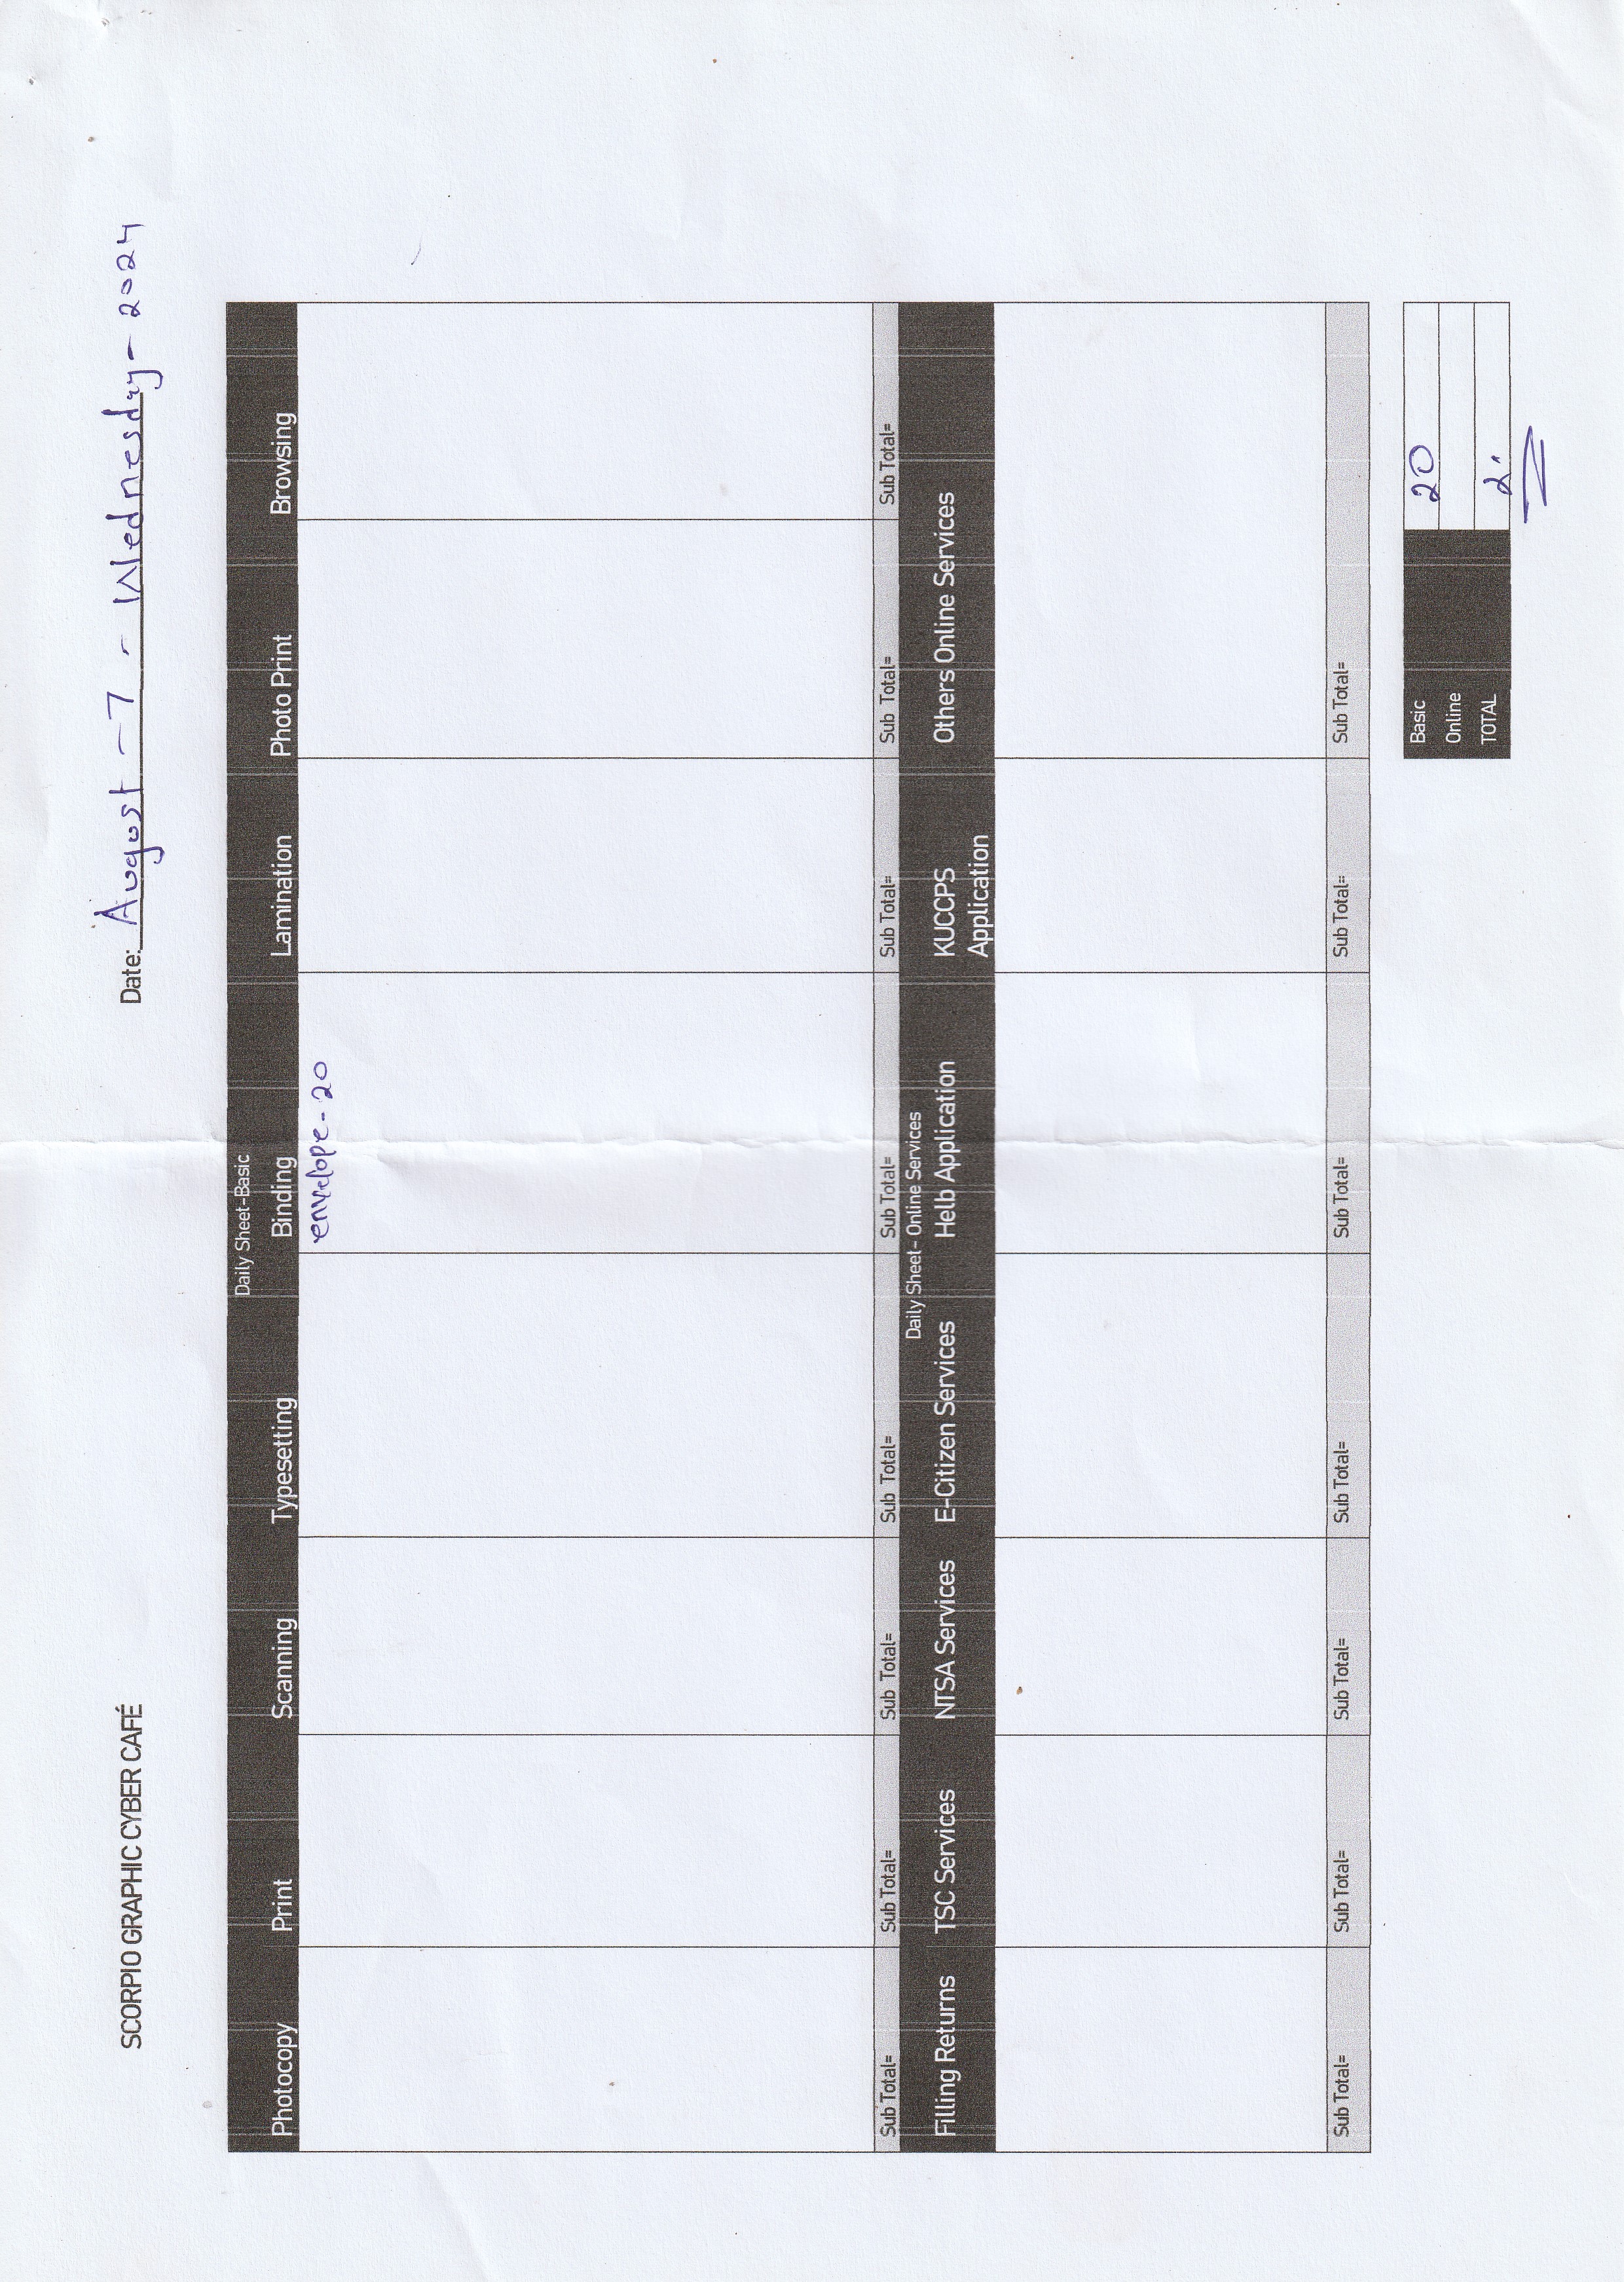 SCORPIO GRAPHIC CYBER CAFÉ
Date: August - 7 - Wednesday - 2024
Daily Sheet-Basic
Photocopy Print Scanning Typesetting Binding Lamination Photo Print Browsing
envelope - 20
Sub Total= Sub Total= Sub Total= Sub Total= Sub Total= Sub Total= Sub Total= Sub Total=
Daily Sheet- Online Services
Filling Returns TSC Services NTSA Services E-Citizen Services Helb Application KUCCPS Others Online Services
Application
Sub Total= Sub Total= Sub Total= Sub Total= Sub Total= Sub Total= Sub Total=
Basic 20
Online
TOTAL